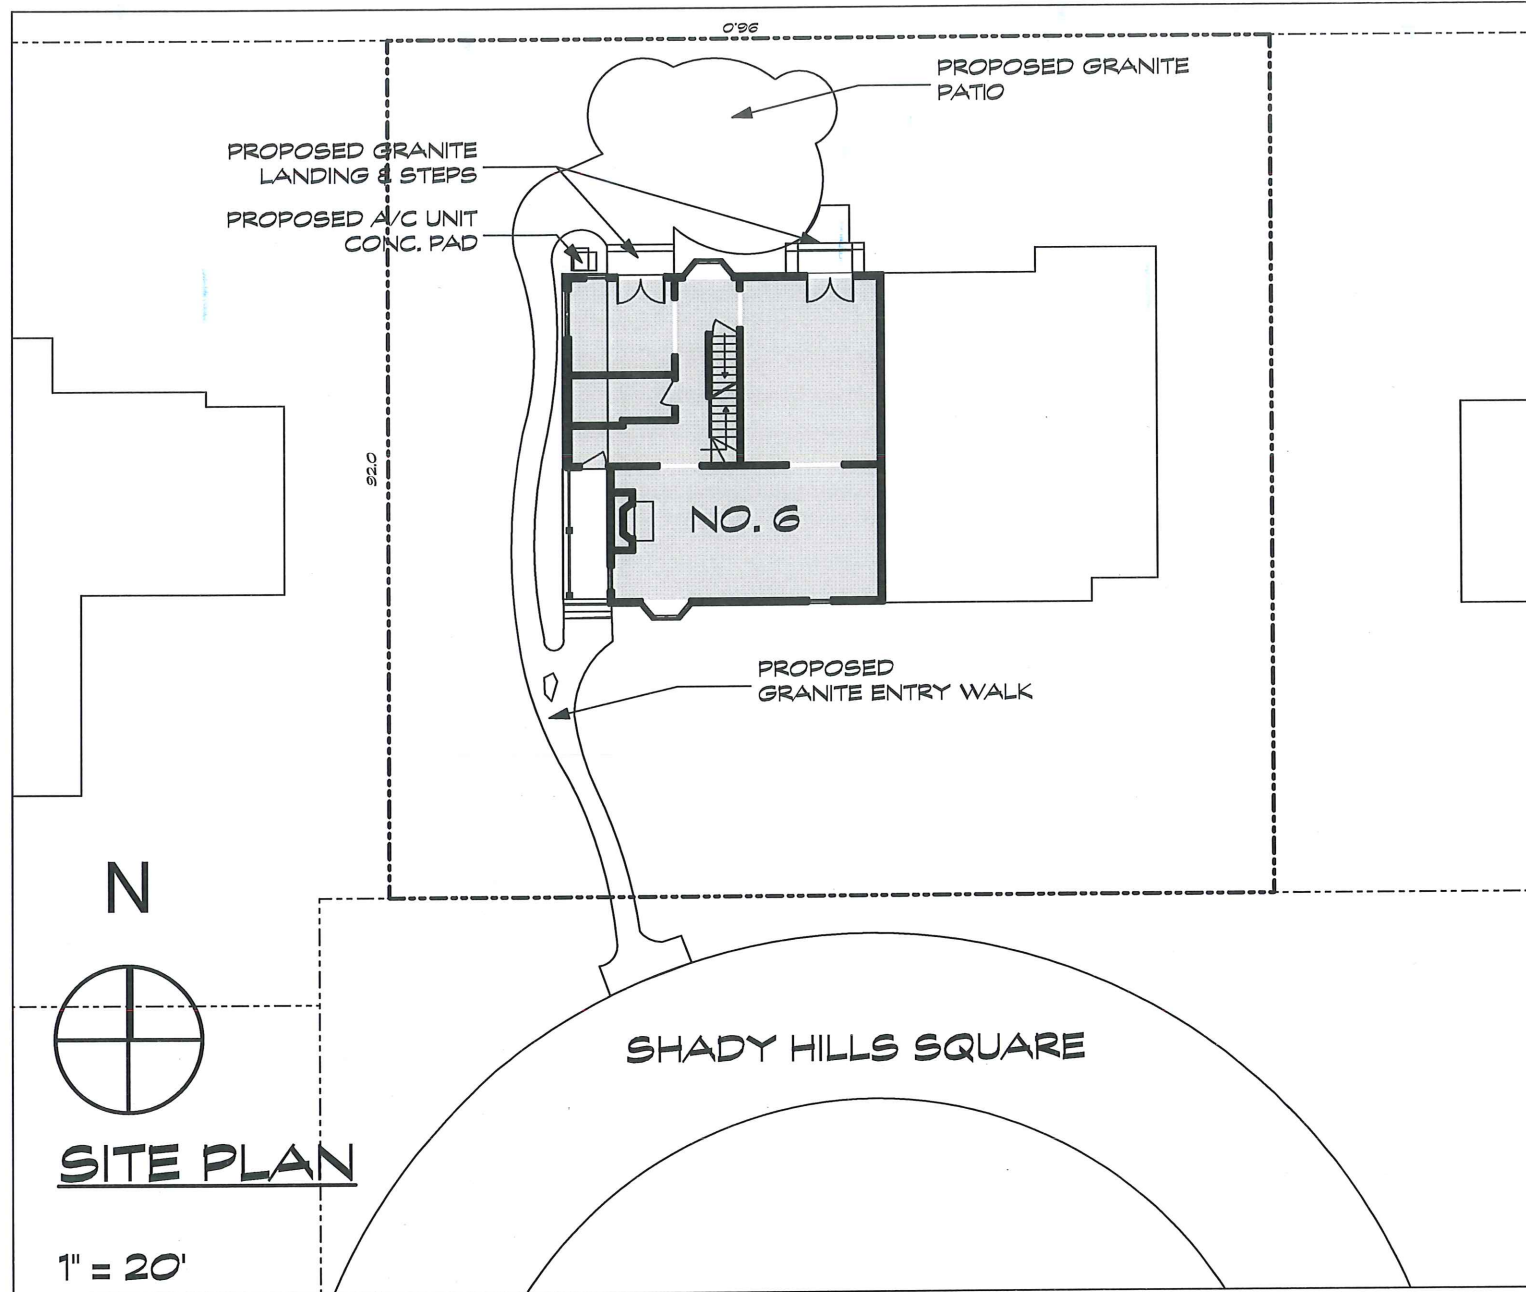 96.0
PROPOSED GRANITE
PATIO
PROPOSED GRANITE
LANDING & STEPS
PROPOSED A/C UNIT
CONC. PAD
92.0
NO. 6
PROPOSED
GRANITE ENTRY WALK
N
SHADY HILLS SQUARE
SITE PLAN
1" = 20'